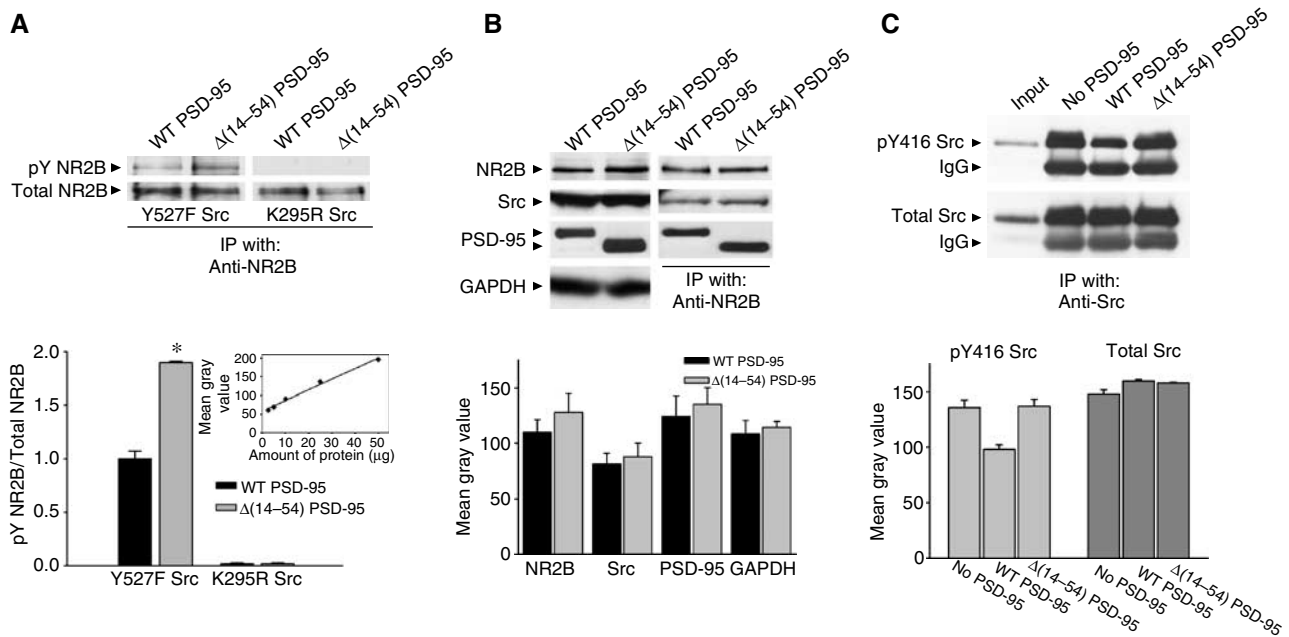 A
WT PSD-95
Δ(14–54) PSD-95
WT PSD-95
Δ(14–54) PSD-95
pY NR2B
Total NR2B
Y527F Src
K295R Src
IP with:
Anti-NR2B
pY NR2B/Total NR2B
2.0
1.0
0.5
0.0
*
Mean gray
value
200
150
100
50
0
0
10
20
30
40
50
Amount of protein (μg)
WT PSD-95
Δ(14–54) PSD-95
Y527F Src
K295R Src
B
WT PSD-95
Δ(14–54) PSD-95
WT PSD-95
Δ(14–54) PSD-95
NR2B
Src
PSD-95
GAPDH
IP with:
Anti-NR2B
Mean gray value
150
100
50
0
WT PSD-95
Δ(14–54) PSD-95
NR2B
Src
PSD-95
GAPDH
C
Input
No PSD-95
WT PSD-95
Δ(14–54) PSD-95
pY416 Src
IgG
Total Src
IgG
IP with:
Anti-Src
pY416 Src
Total Src
Mean gray value
150
100
50
0
No PSD-95
WT PSD-95
Δ(14–54) PSD-95
No PSD-95
WT PSD-95
Δ(14–54) PSD-95